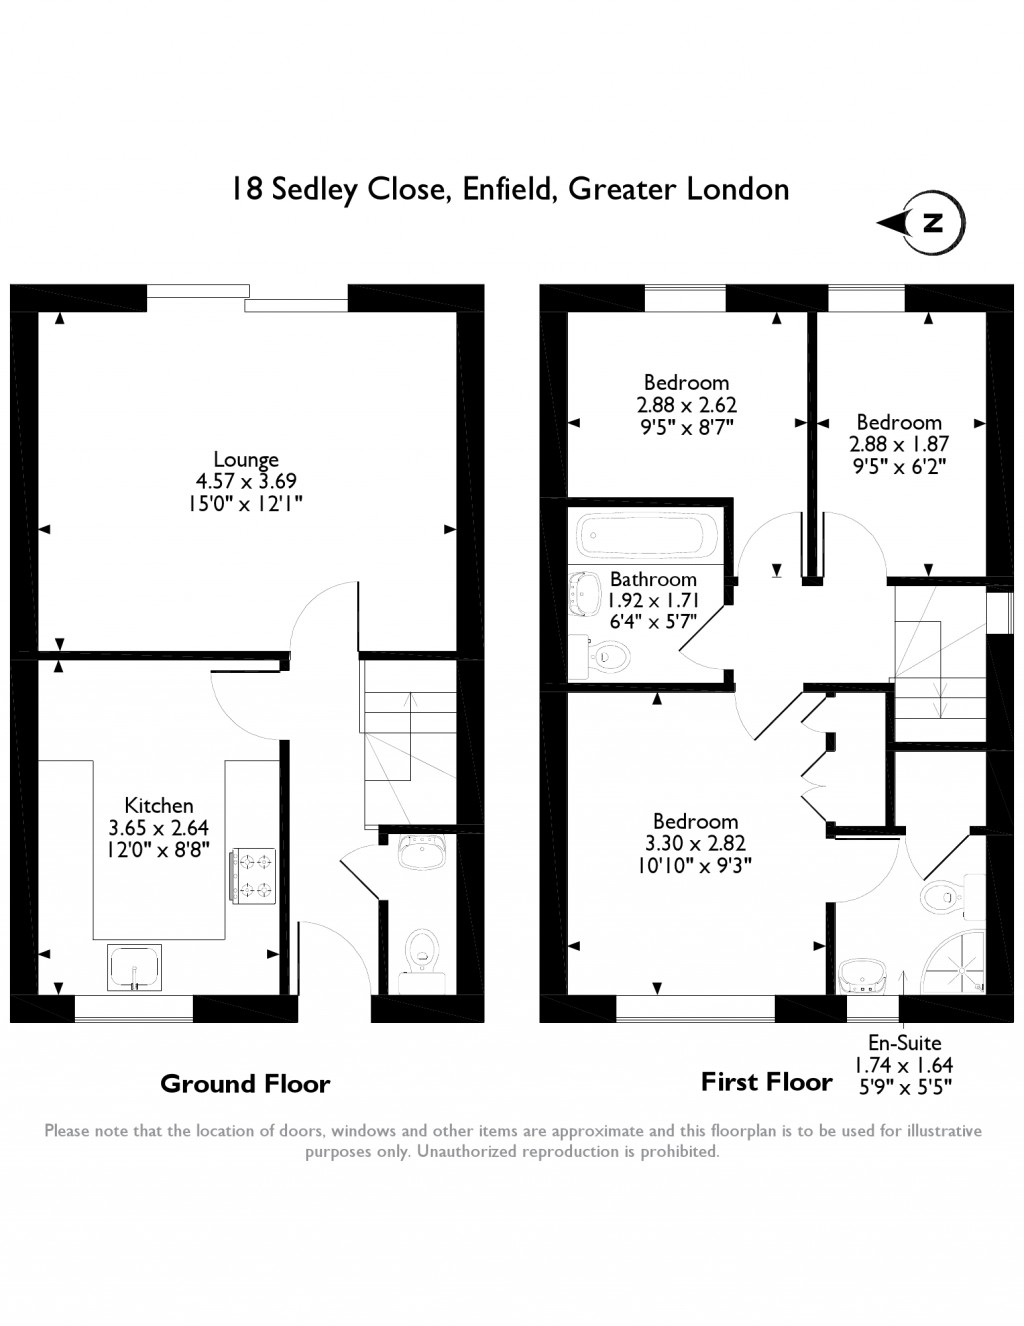 18 Sedley Close, Enfield, Greater London
N
Lounge
4.57 x 3.69
15'0" x 12'1"
Kitchen
3.65 x 2.64
12'0" x 8'8"
Bedroom
2.88 x 2.62
9'5" x 8'7"
Bedroom
2.88 x 1.87
9'5" x 6'2"
Bathroom
1.92 x 1.71
6'4" x 5'7"
Bedroom
3.30 x 2.82
10'10" x 9'3"
En-Suite
1.74 x 1.64
5'9" x 5'5"
Ground Floor
First Floor
Please note that the location of doors, windows and other items are approximate and this floorplan is to be used for illustrative
purposes only. Unauthorized reproduction is prohibited.